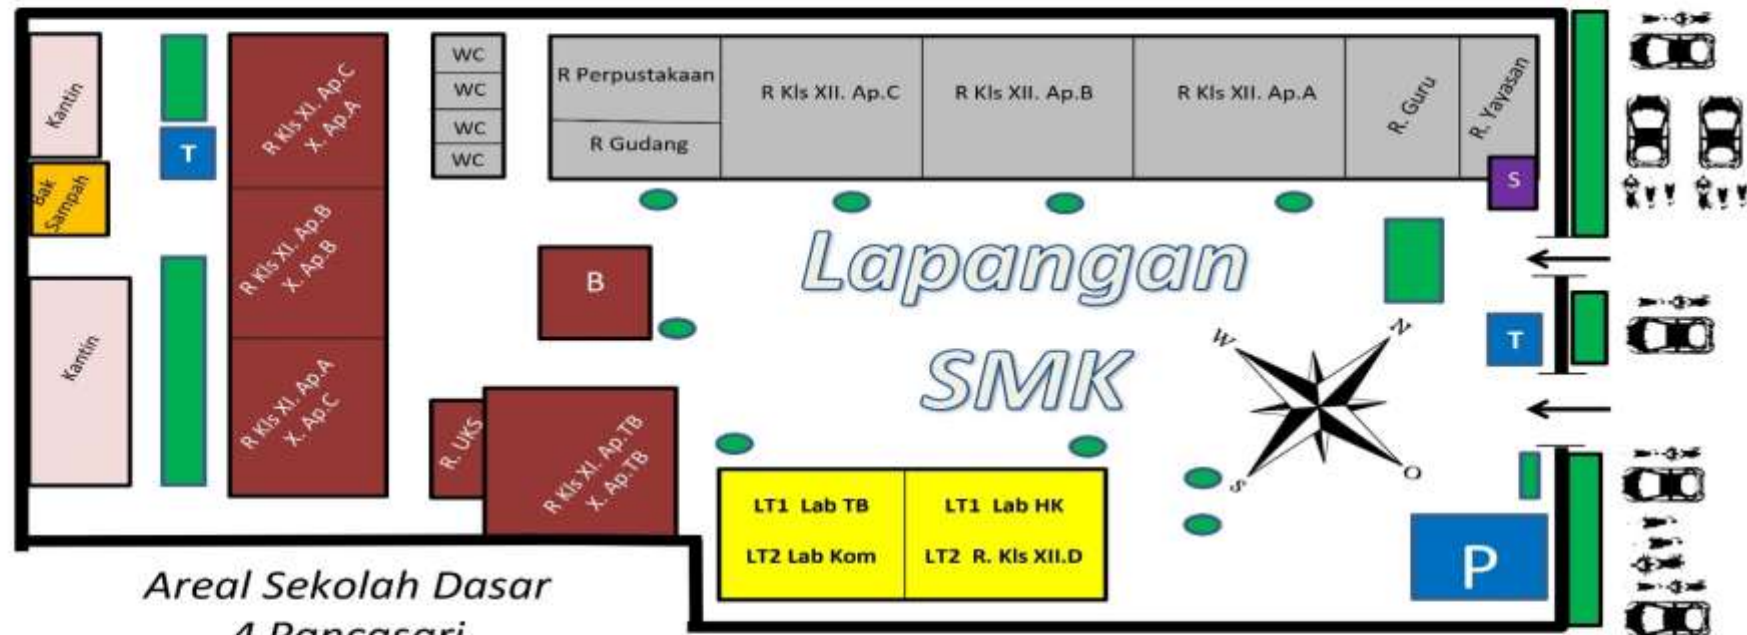 Kantin
Bak
Sampah
Kantin
T
R Kls XI. Ap.C
X. Ap.A
R Kls XI. Ap.B
X. Ap.B
R Kls XI. Ap.A
X. Ap.C
WC
WC
WC
WC
R Perpustakaan
R Gudang
R Kls XII. Ap.C
R Kls XII. Ap.B
R Kls XII. Ap.A
R. Guru
R. Yayasan
S
B
Lapangan
SMK
T
W
N
S
O
R. UKS
R Kls XI. Ap.TB
X. Ap.TB
LT1 Lab TB
LT2 Lab Kom
LT1 Lab HK
LT2 R. Kls XII.D
P
Areal Sekolah Dasar
4 Pancasari